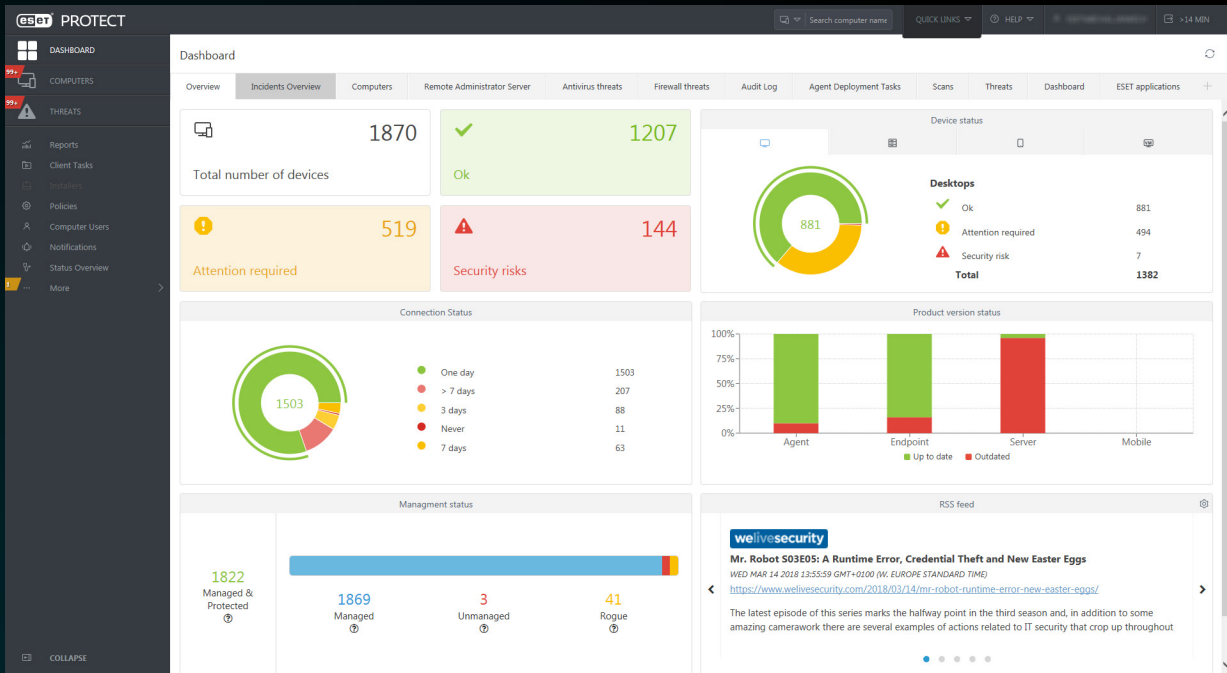 eset PROTECT
Search computer name
QUICK LINKS
HELP
>14 MIN
DASHBOARD
99+
COMPUTERS
99+
THREATS
Reports
Client Tasks
Installers
Policies
Computer Users
Notifications
Status Overview
More
COLLAPSE
Dashboard
Overview
Incidents Overview
Computers
Remote Administrator Server
Antivirus threats
Firewall threats
Audit Log
Agent Deployment Tasks
Scans
Threats
Dashboard
ESET applications
1870
Total number of devices
1207
Ok
519
Attention required
144
Security risks
Device status
881
Desktops
Ok 881
Attention required 494
Security risk 7
Total 1382
Connection Status
1503
One day 1503
> 7 days 207
3 days 88
Never 11
7 days 63
Product version status
100%
75%
50%
25%
0%
Agent Endpoint Server Mobile
Up to date Outdated
Managment status
1822
Managed &
Protected
1869
Managed
3
Unmanaged
41
Rogue
RSS feed
welivesecurity
Mr. Robot S03E05: A Runtime Error, Credential Theft and New Easter Eggs
WED MAR 14 2018 13:55:59 GMT+0100 (W. EUROPE STANDARD TIME)
https://www.welivesecurity.com/2018/03/14/mr-robot-runtime-error-new-easter-eggs/
The latest episode of this series marks the halfway point in the third season and, in addition to some
amazing camerawork there are several examples of actions related to IT security that crop up throughout